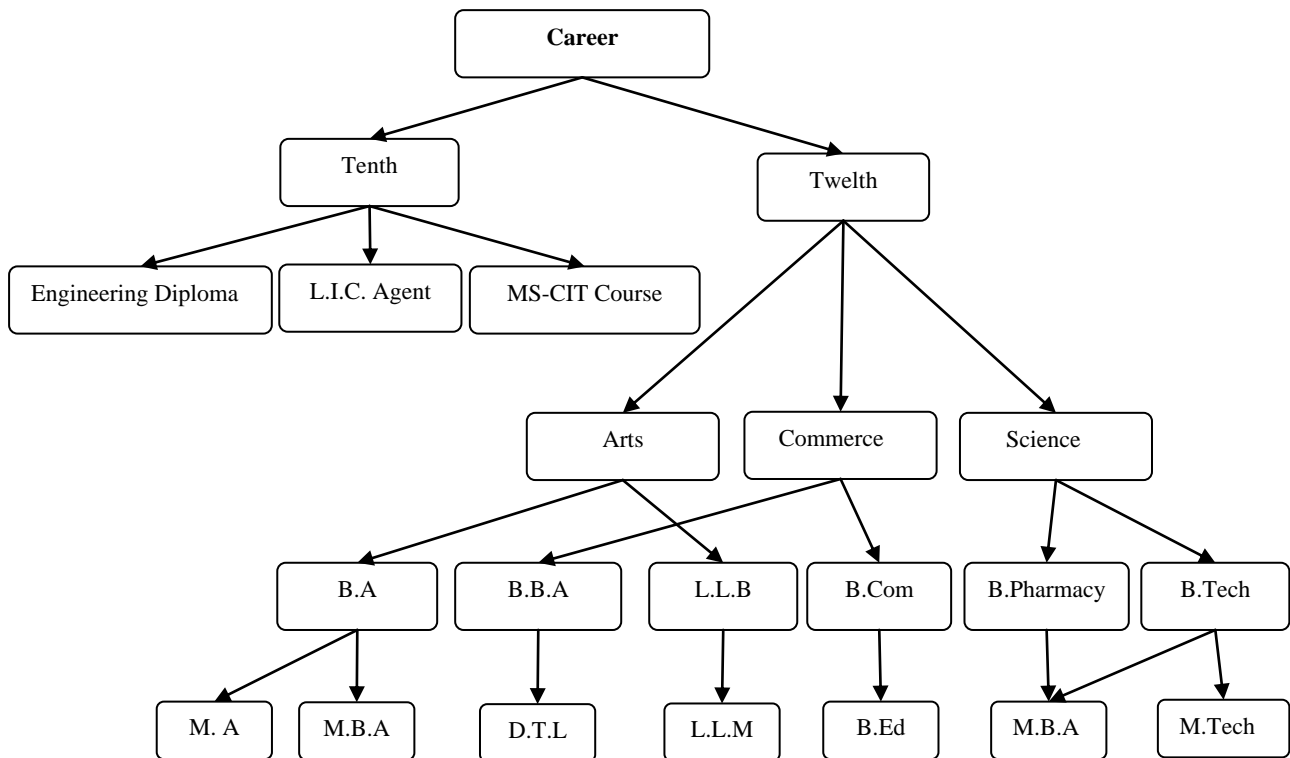 Career
Tenth
Twelth
Engineering Diploma
L.I.C. Agent
MS-CIT Course
Arts
Commerce
Science
B.A
B.B.A
L.L.B
B.Com
B.Pharmacy
B.Tech
M. A
M.B.A
D.T.L
L.L.M
B.Ed
M.B.A
M.Tech